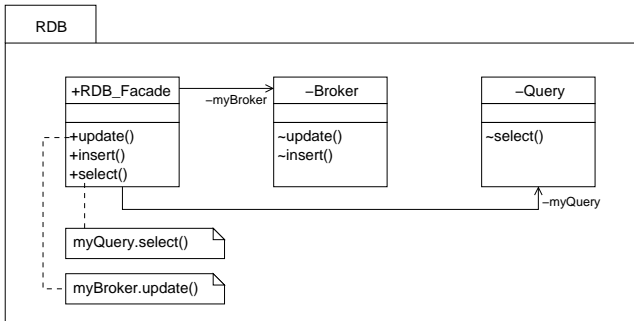 RDB
+RDB_Facade
+update()
+insert()
+select()
–myBroker
–Broker
~update()
~insert()
–Query
~select()
–myQuery
myQuery.select()
myBroker.update()